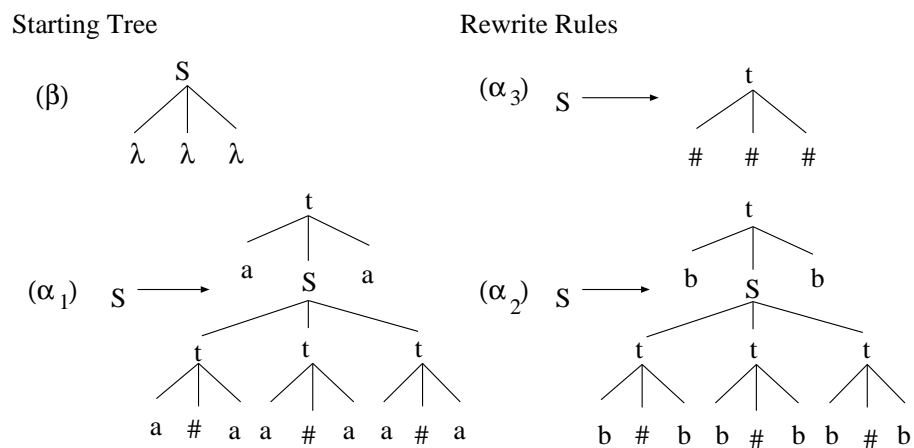 Starting Tree
Rewrite Rules
(β)
S
λ λ λ
(α3) S
t
# # #
(α1) S
t
a S a
t t t
a # a a # a a # a
(α2) S
t
b S b
t t t
b # b b # b b # b